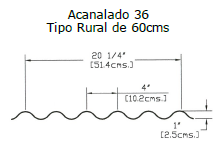 Acanalado 36
Tipo Rural de 60cms
20 1/4"
[51.4cms.]
4"
[10.2cms.]
1"
[2.5cms.]